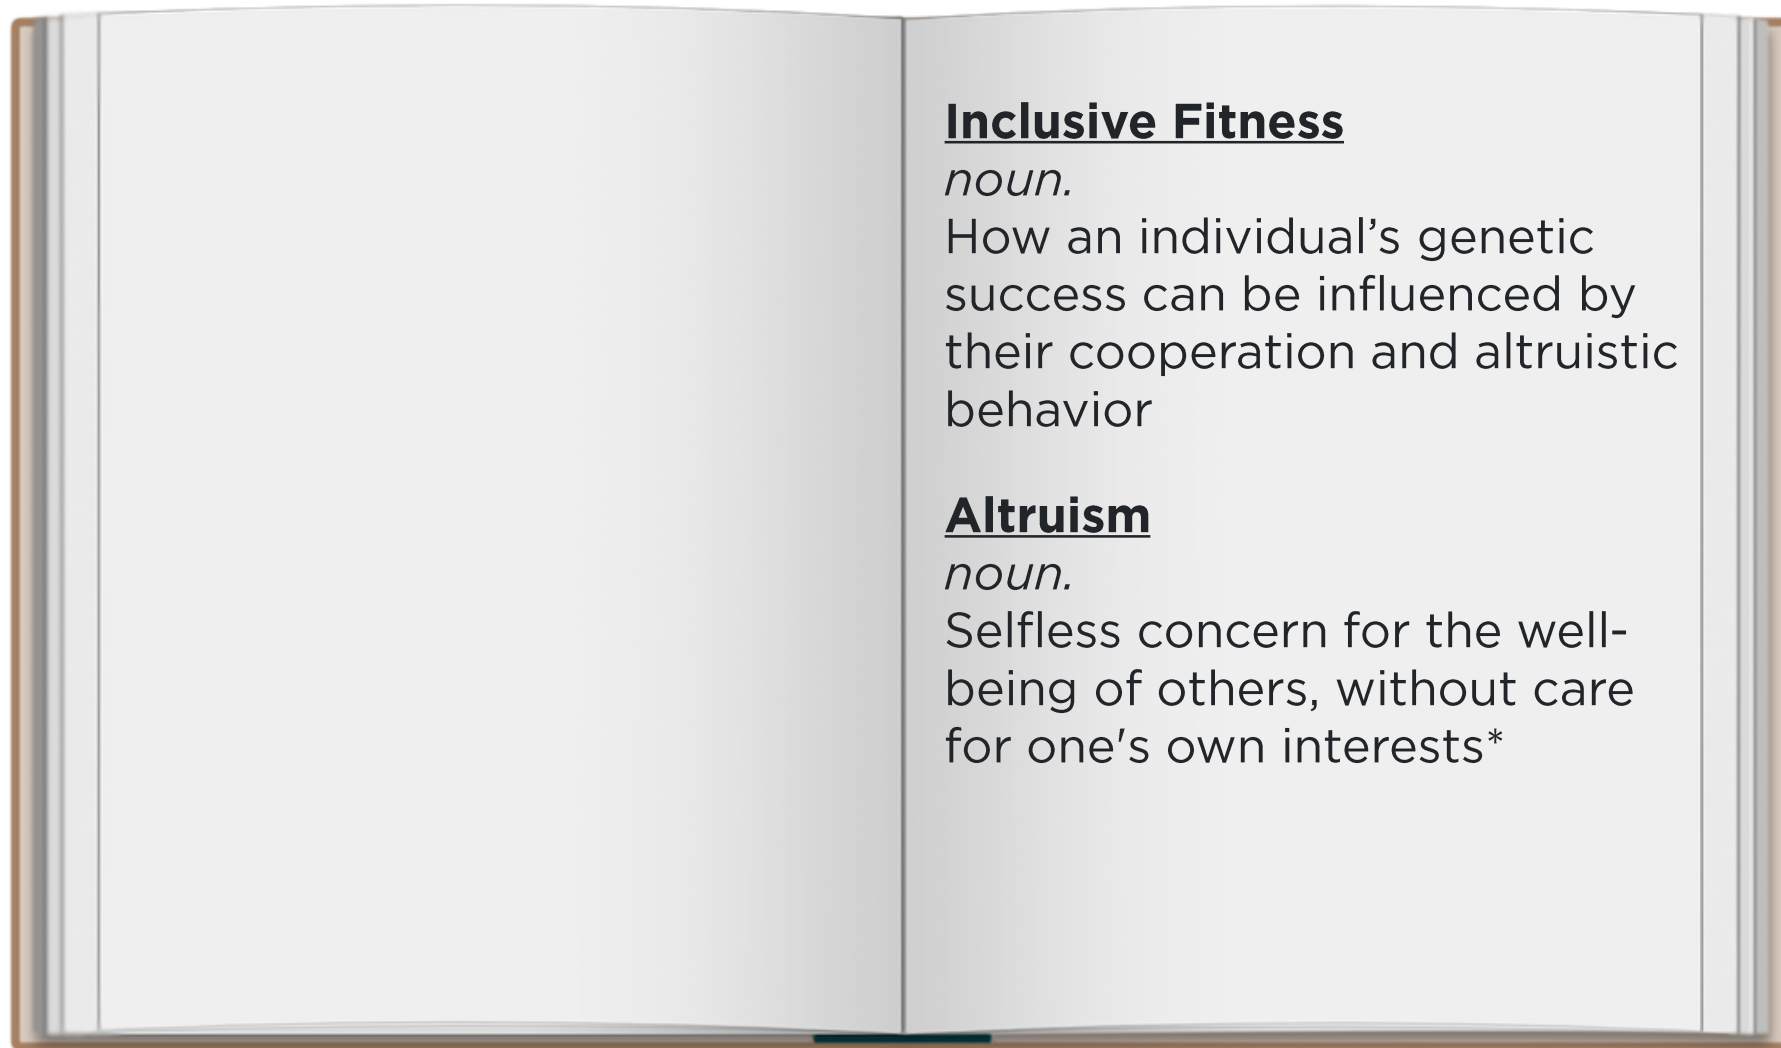 Inclusive Fitness
noun.
How an individual’s genetic
success can be influenced by
their cooperation and altruistic
behavior
Altruism
noun.
Selfless concern for the well-
being of others, without care
for one's own interests*